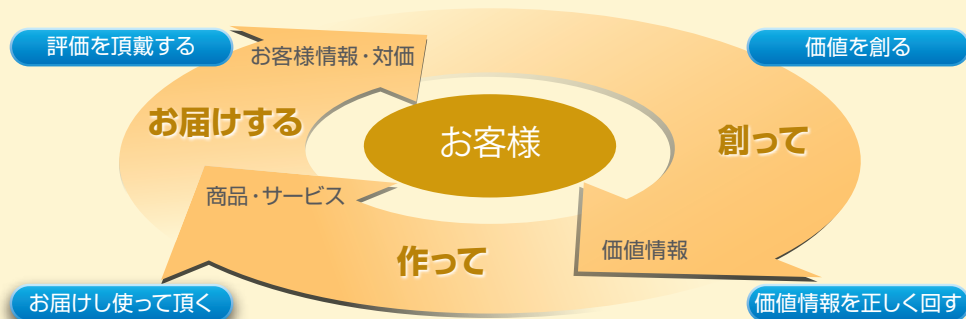 評価を頂戴する
価値を創る
お客様情報・対価
お届けする
お客様
創って
商品・サービス
作って
価値情報
お届けし使って頂く
価値情報を正しく回す